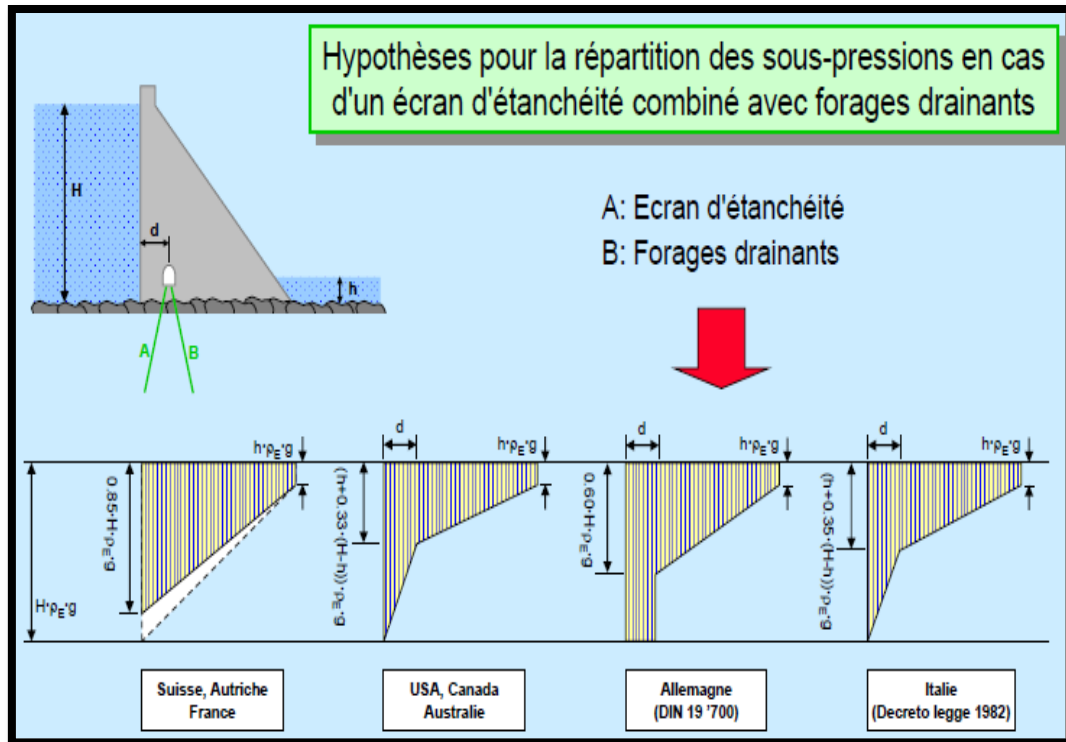 Hypothèses pour la répartition des sous-pressions en cas
d'un écran d'étanchéité combiné avec forages drainants
H
d
h
A
B
A: Ecran d'étanchéité
B: Forages drainants
h·ρE·g
0.85·H·ρE·g
H·ρE·g
d
h·ρE·g
(h+0.33·(H-h))·ρE·g
d
h·ρE·g
0.60·H·ρE·g
d
h·ρE·g
(h+0.35·(H-h))·ρE·g
Suisse, Autriche
France
USA, Canada
Australie
Allemagne
(DIN 19 '700)
Italie
(Decreto legge 1982)